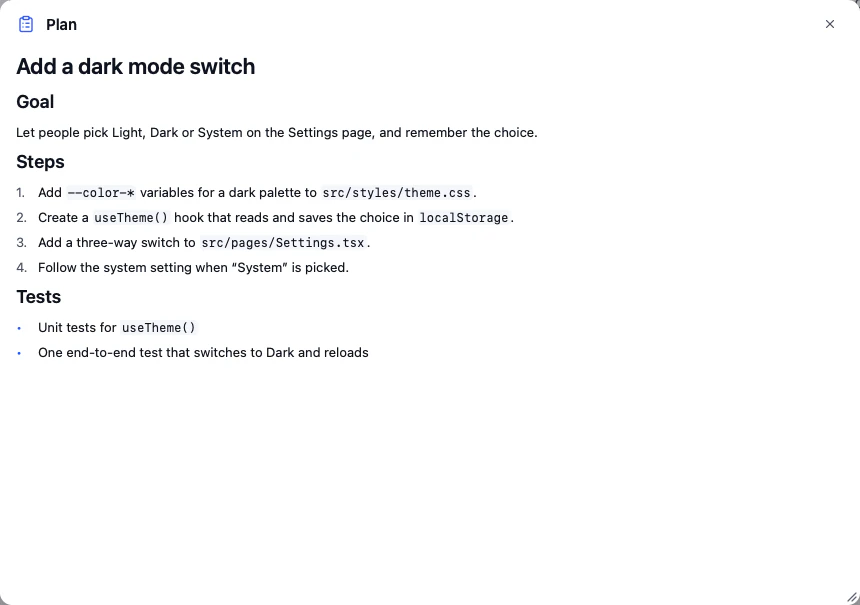 Plan
Add a dark mode switch
Goal
Let people pick Light, Dark or System on the Settings page, and remember the choice.
Steps
1. Add --color-* variables for a dark palette to src/styles/theme.css.
2. Create a useTheme() hook that reads and saves the choice in localStorage.
3. Add a three-way switch to src/pages/Settings.tsx.
4. Follow the system setting when “System” is picked.
Tests
• Unit tests for useTheme()
• One end-to-end test that switches to Dark and reloads